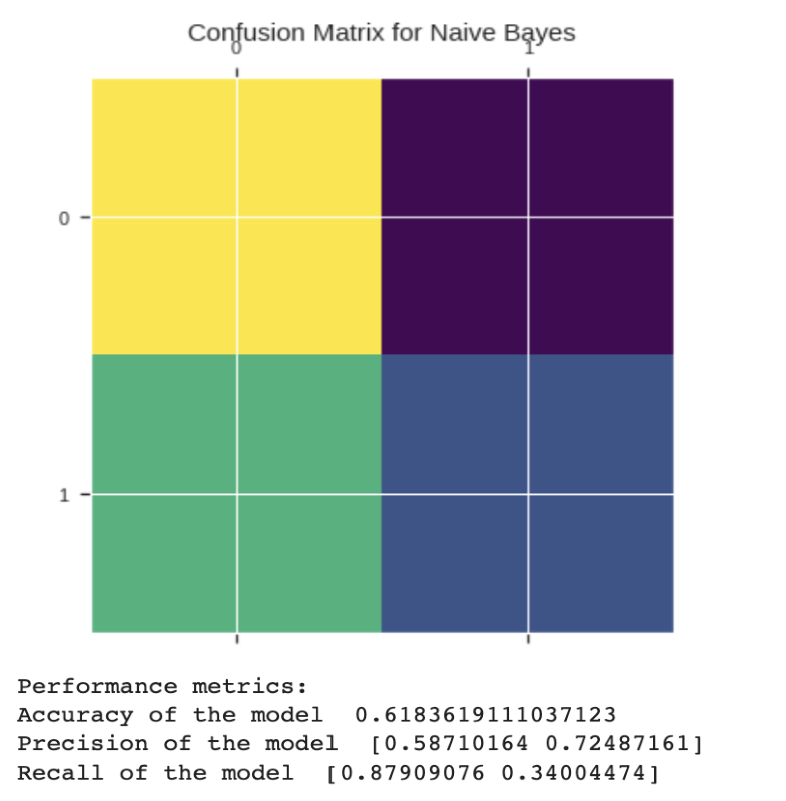 Confusion Matrix for Naive Bayes
0 1
0
1
Performance metrics:
Accuracy of the model 0.6183619111037123
Precision of the model [0.58710164 0.72487161]
Recall of the model [0.87909076 0.34004474]